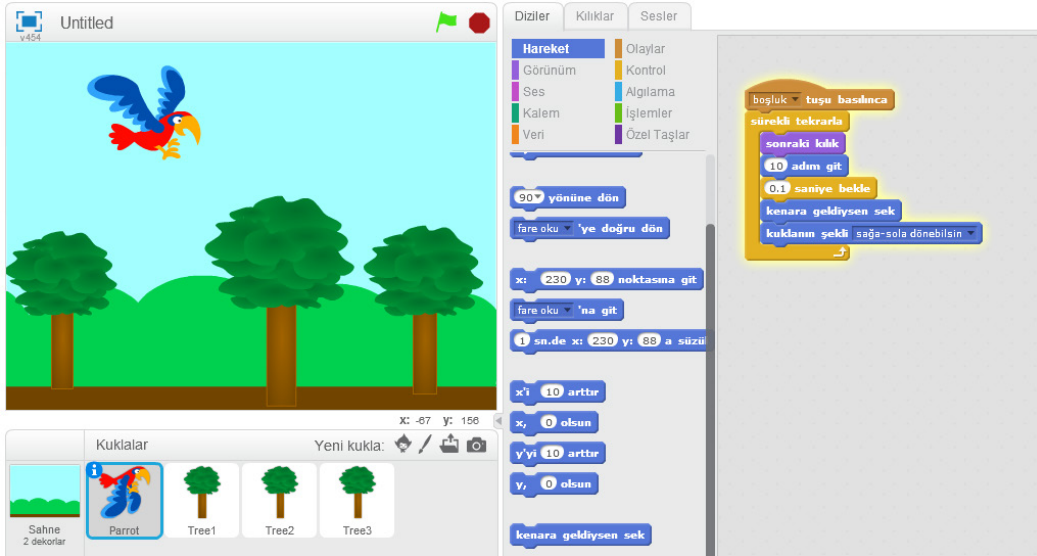 Untitled
v454
x: -67 y: 156
Kuklalar
Yeni kukla:
Sahne
2 dekorlar
Parrot
Tree1
Tree2
Tree3
Diziler Kılıklar Sesler
Hareket Olaylar
Görünüm Kontrol
Ses Algılama
Kalem İşlemler
Veri Özel Taşlar
90 yönüne dön
fare oku 'ye doğru dön
x: 230 y: 88 noktasına git
fare oku 'na git
1 sn.de x: 230 y: 88 a süzül
x'i 10 arttır
x, 0 olsun
y'yi 10 arttır
y, 0 olsun
kenara geldiysen sek
boşluk tuşu basılınca
sürekli tekrarla
sonraki kılık
10 adım git
0.1 saniye bekle
kenara geldiysen sek
kuklanın şekli sağa-sola dönebilsin